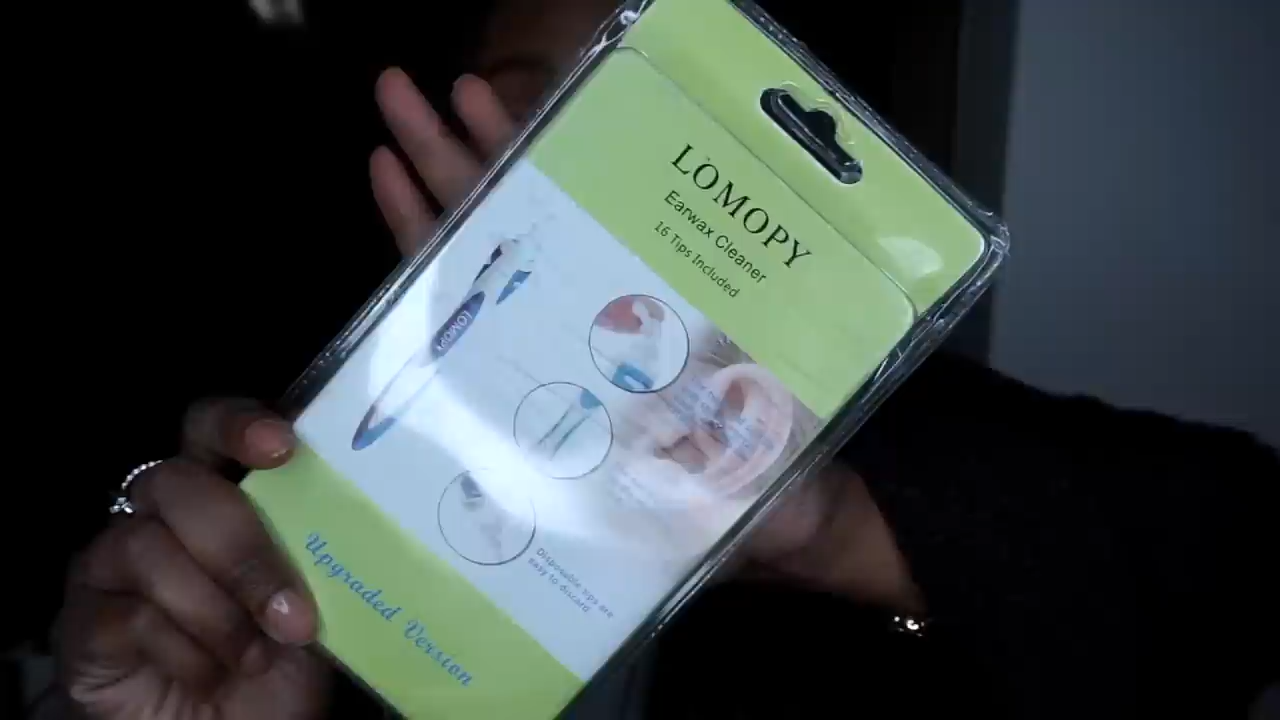 LOMOPY
Earwax Cleaner
16 Tips Included
LOMOPY
Disposable tips are
easy to discard
Upgraded Version